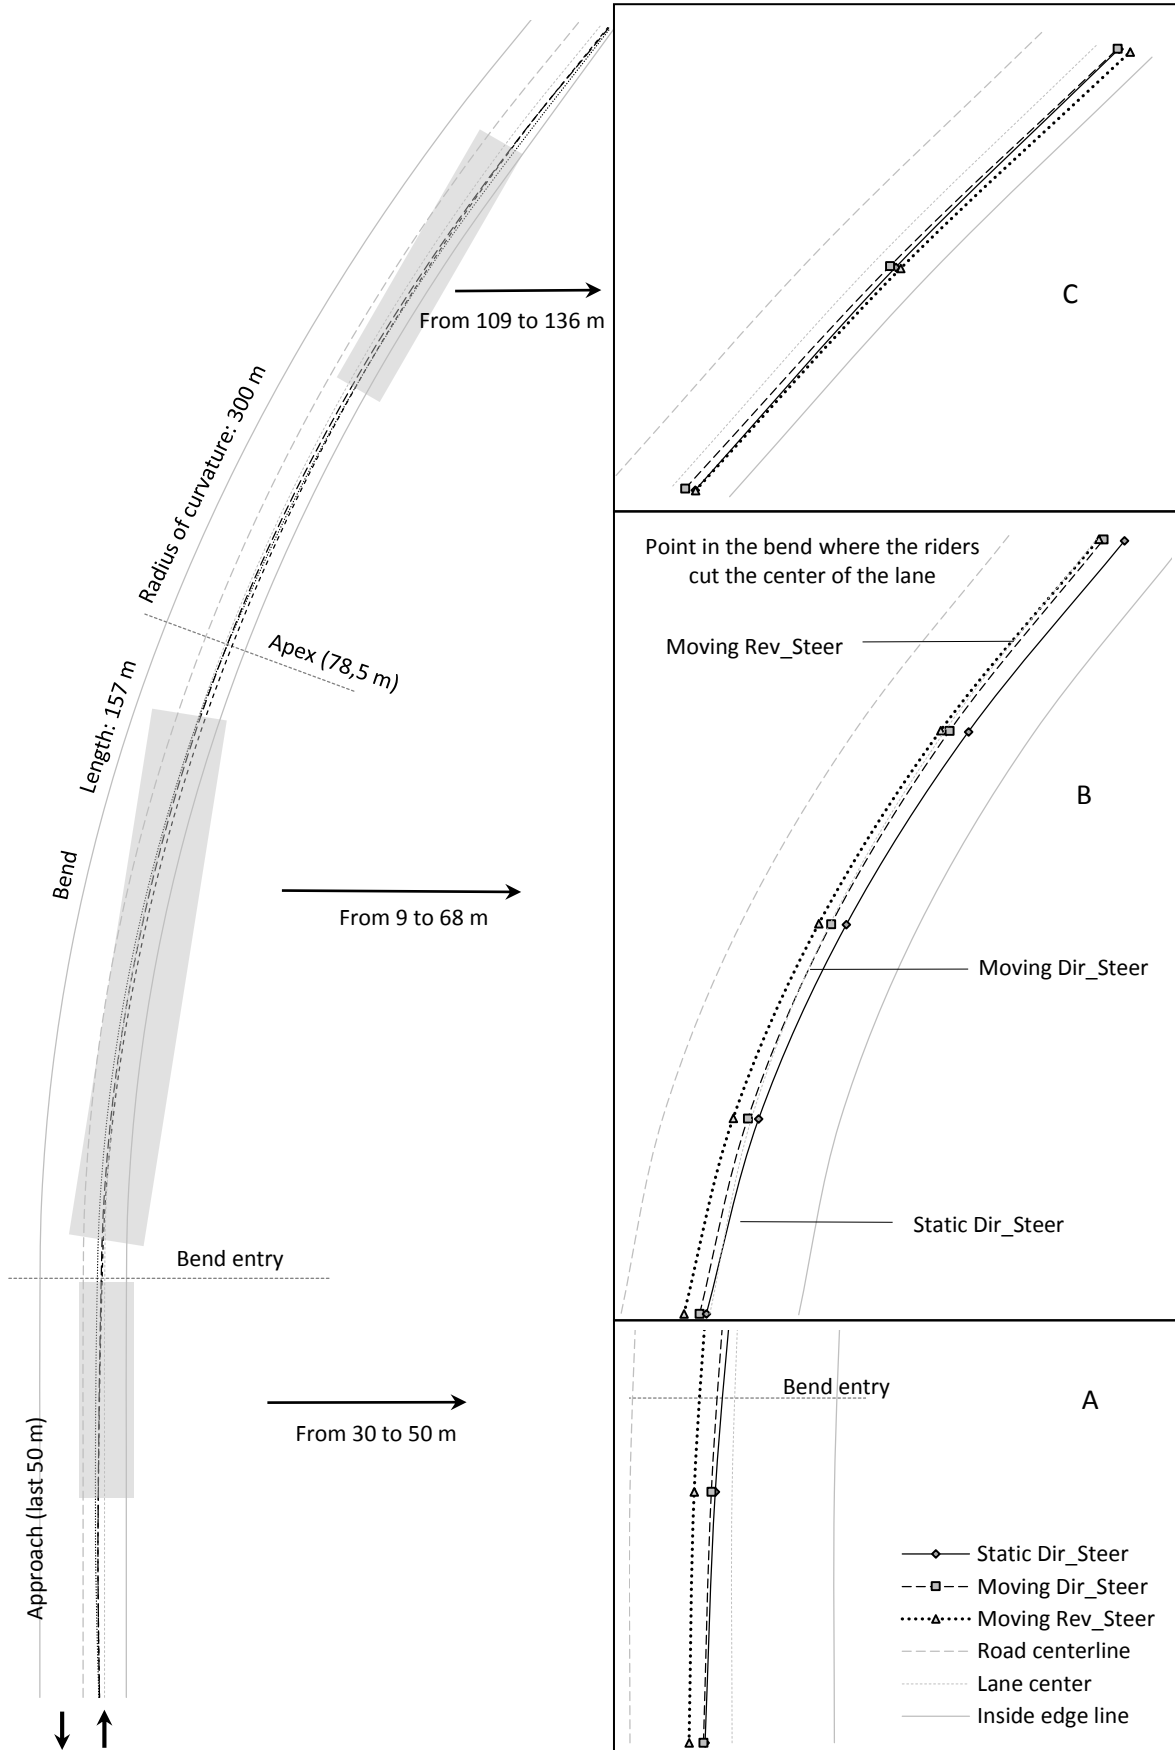 From 109 to 136 m
Radius of curvature: 300 m
Apex (78,5 m)
Length: 157 m
Bend
From 9 to 68 m
Bend entry
From 30 to 50 m
Approach (last 50 m)
C
Point in the bend where the riders
cut the center of the lane
Moving Rev_Steer
B
Moving Dir_Steer
Static Dir_Steer
Bend entry
A
Static Dir_Steer
Moving Dir_Steer
Moving Rev_Steer
Road centerline
Lane center
Inside edge line